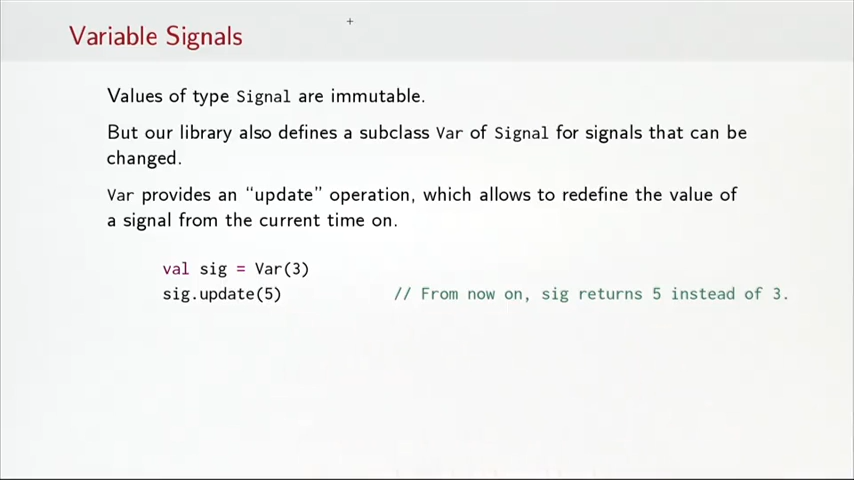 Variable Signals
Values of type Signal are immutable.
But our library also defines a subclass Var of Signal for signals that can be
changed.
Var provides an “update” operation, which allows to redefine the value of
a signal from the current time on.
val sig = Var(3)
sig.update(5) // From now on, sig returns 5 instead of 3.